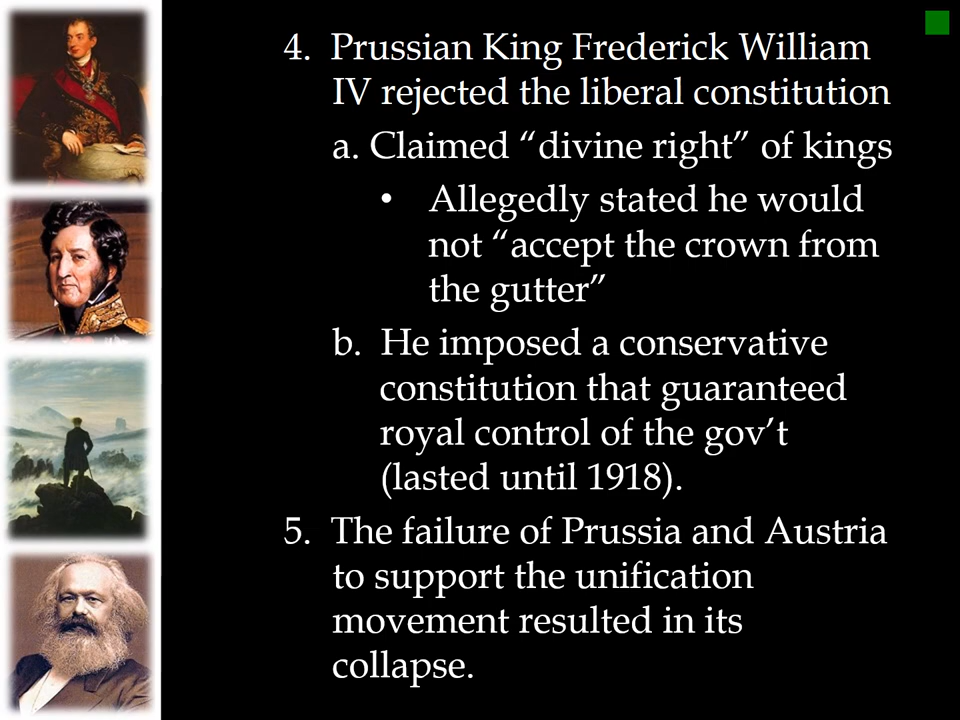 4. Prussian King Frederick William
IV rejected the liberal constitution
a. Claimed “divine right” of kings
• Allegedly stated he would
not “accept the crown from
the gutter”
b. He imposed a conservative
constitution that guaranteed
royal control of the gov’t
(lasted until 1918).
5. The failure of Prussia and Austria
to support the unification
movement resulted in its
collapse.